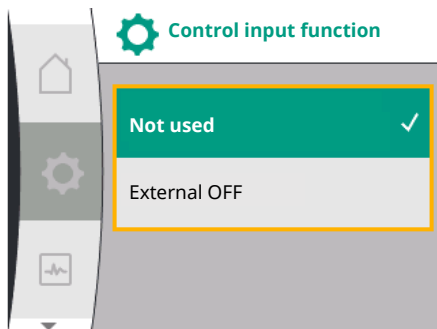 Control input function
Not used
External OFF